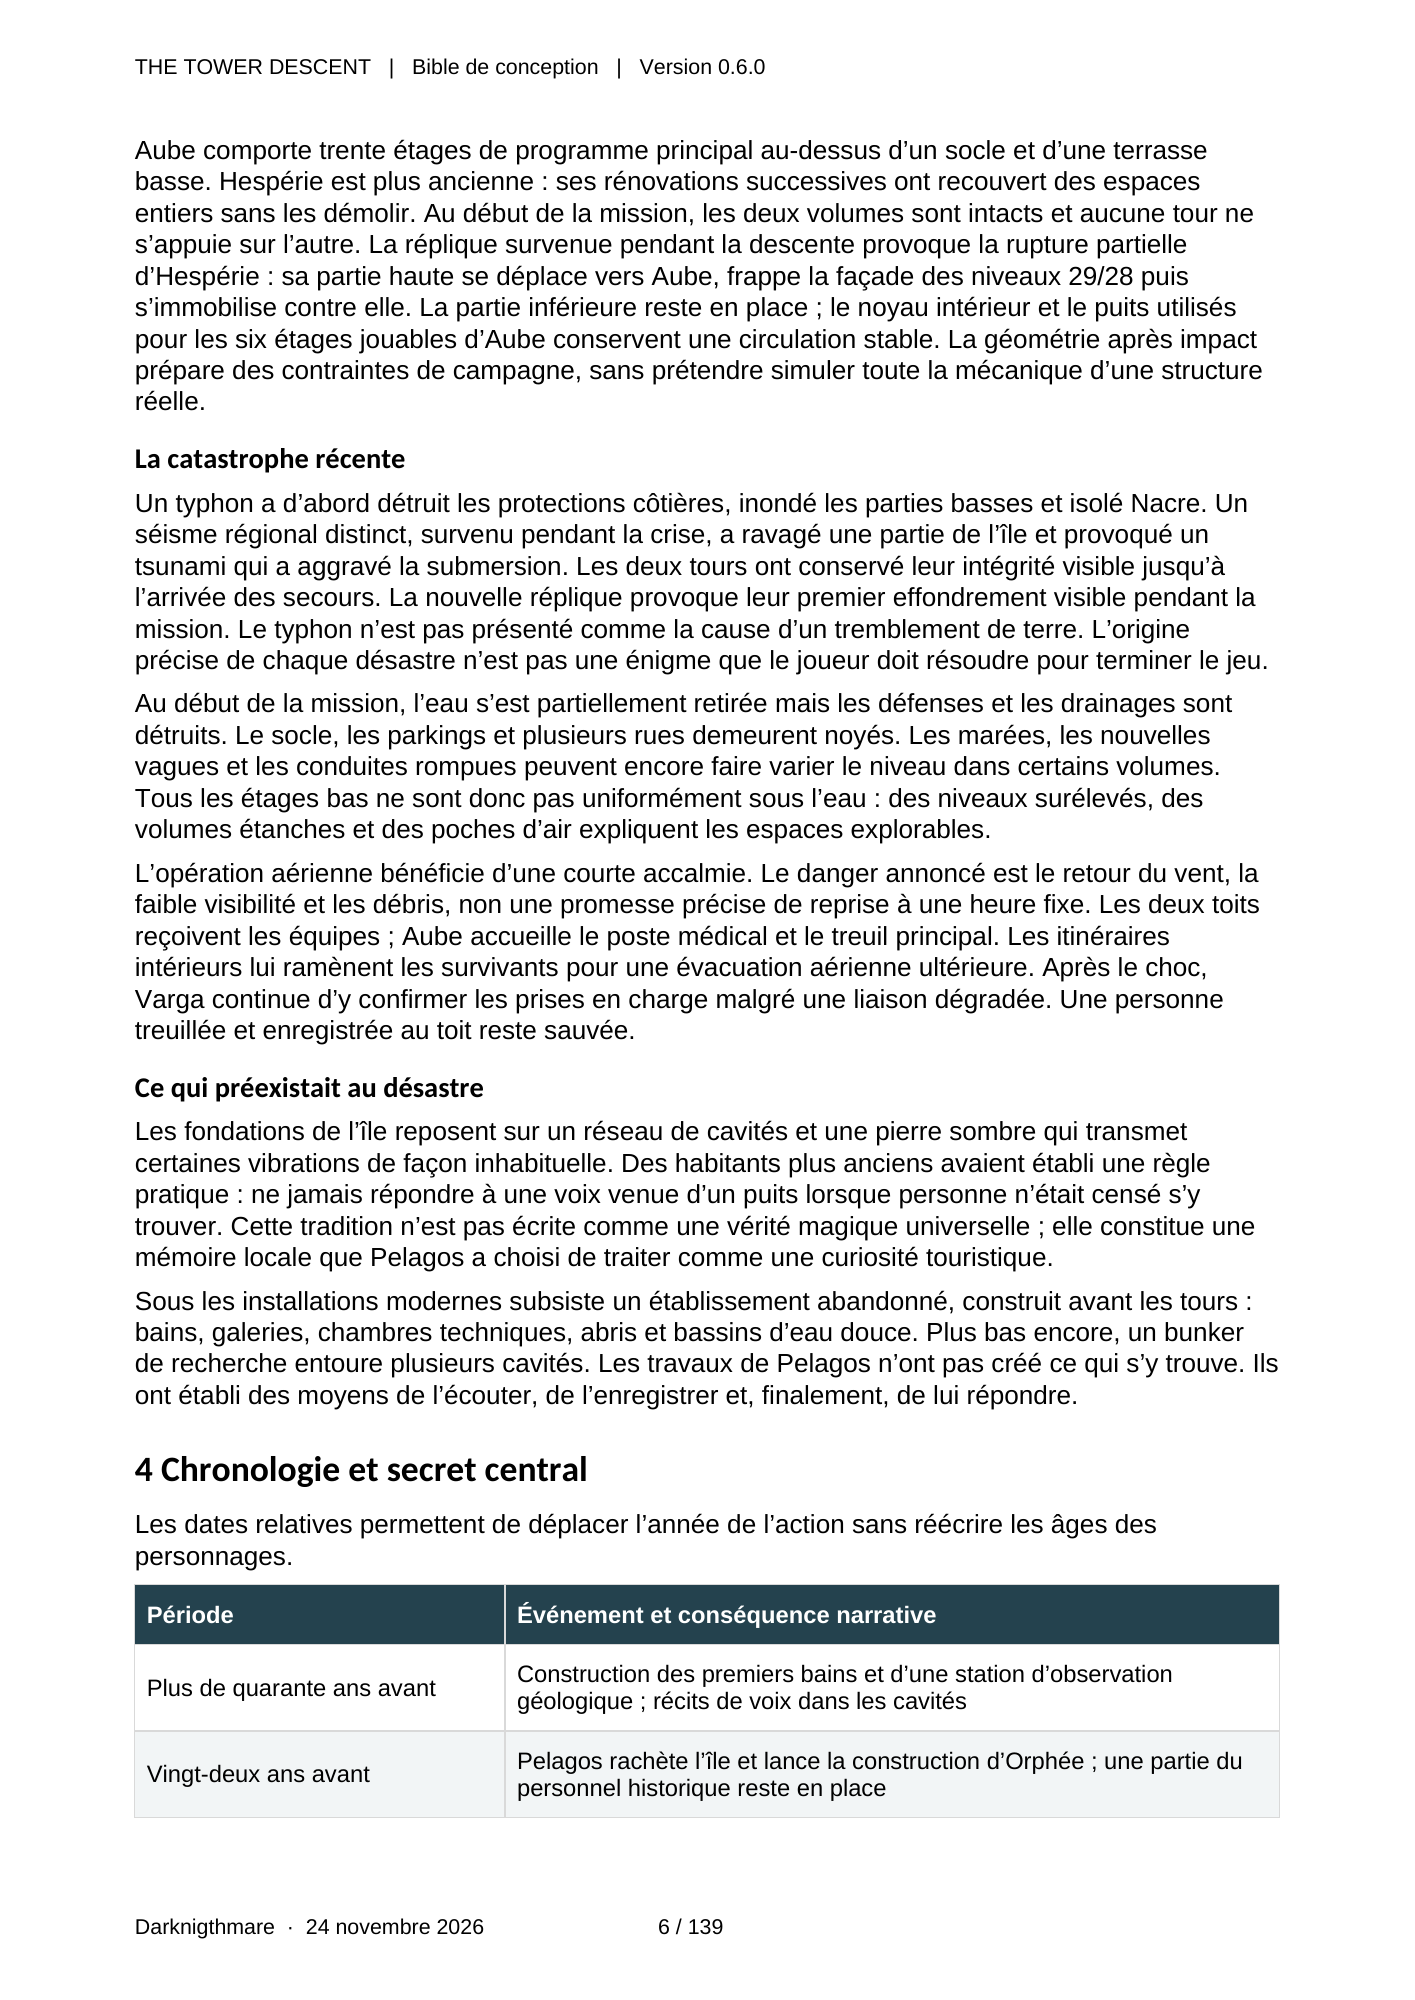 THE TOWER DESCENT | Bible de conception | Version 0.6.0
Aube comporte trente étages de programme principal au-dessus d’un socle et d’une terrasse
basse. Hespérie est plus ancienne : ses rénovations successives ont recouvert des espaces
entiers sans les démolir. Au début de la mission, les deux volumes sont intacts et aucune tour ne
s’appuie sur l’autre. La réplique survenue pendant la descente provoque la rupture partielle
d’Hespérie : sa partie haute se déplace vers Aube, frappe la façade des niveaux 29/28 puis
s’immobilise contre elle. La partie inférieure reste en place ; le noyau intérieur et le puits utilisés
pour les six étages jouables d’Aube conservent une circulation stable. La géométrie après impact
prépare des contraintes de campagne, sans prétendre simuler toute la mécanique d’une structure
réelle.
La catastrophe récente
Un typhon a d’abord détruit les protections côtières, inondé les parties basses et isolé Nacre. Un
séisme régional distinct, survenu pendant la crise, a ravagé une partie de l’île et provoqué un
tsunami qui a aggravé la submersion. Les deux tours ont conservé leur intégrité visible jusqu’à
l’arrivée des secours. La nouvelle réplique provoque leur premier effondrement visible pendant la
mission. Le typhon n’est pas présenté comme la cause d’un tremblement de terre. L’origine
précise de chaque désastre n’est pas une énigme que le joueur doit résoudre pour terminer le jeu.
Au début de la mission, l’eau s’est partiellement retirée mais les défenses et les drainages sont
détruits. Le socle, les parkings et plusieurs rues demeurent noyés. Les marées, les nouvelles
vagues et les conduites rompues peuvent encore faire varier le niveau dans certains volumes.
Tous les étages bas ne sont donc pas uniformément sous l’eau : des niveaux surélevés, des
volumes étanches et des poches d’air expliquent les espaces explorables.
L’opération aérienne bénéficie d’une courte accalmie. Le danger annoncé est le retour du vent, la
faible visibilité et les débris, non une promesse précise de reprise à une heure fixe. Les deux toits
reçoivent les équipes ; Aube accueille le poste médical et le treuil principal. Les itinéraires
intérieurs lui ramènent les survivants pour une évacuation aérienne ultérieure. Après le choc,
Varga continue d’y confirmer les prises en charge malgré une liaison dégradée. Une personne
treuillée et enregistrée au toit reste sauvée.
Ce qui préexistait au désastre
Les fondations de l’île reposent sur un réseau de cavités et une pierre sombre qui transmet
certaines vibrations de façon inhabituelle. Des habitants plus anciens avaient établi une règle
pratique : ne jamais répondre à une voix venue d’un puits lorsque personne n’était censé s’y
trouver. Cette tradition n’est pas écrite comme une vérité magique universelle ; elle constitue une
mémoire locale que Pelagos a choisi de traiter comme une curiosité touristique.
Sous les installations modernes subsiste un établissement abandonné, construit avant les tours :
bains, galeries, chambres techniques, abris et bassins d’eau douce. Plus bas encore, un bunker
de recherche entoure plusieurs cavités. Les travaux de Pelagos n’ont pas créé ce qui s’y trouve. Ils
ont établi des moyens de l’écouter, de l’enregistrer et, finalement, de lui répondre.
4 Chronologie et secret central
Les dates relatives permettent de déplacer l’année de l’action sans réécrire les âges des
personnages.
Période
Événement et conséquence narrative
Plus de quarante ans avant
Construction des premiers bains et d’une station d’observation
géologique ; récits de voix dans les cavités
Vingt-deux ans avant
Pelagos rachète l’île et lance la construction d’Orphée ; une partie du
personnel historique reste en place
Darknigthmare · 24 novembre 2026 6 / 139